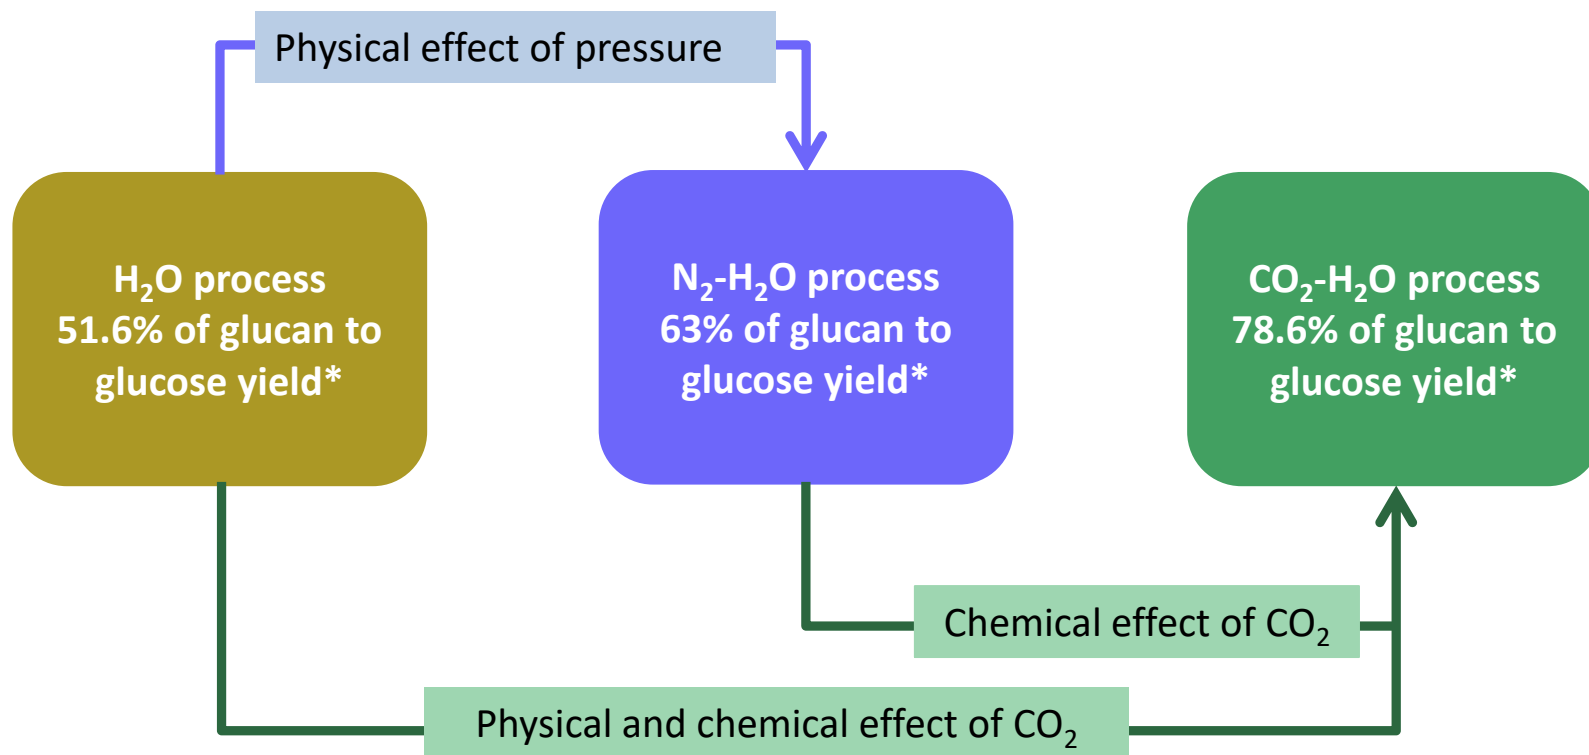 Physical effect of pressure
H₂O process
51.6% of glucan to
glucose yield*
N₂-H₂O process
63% of glucan to
glucose yield*
CO₂-H₂O process
78.6% of glucan to
glucose yield*
Chemical effect of CO₂
Physical and chemical effect of CO₂